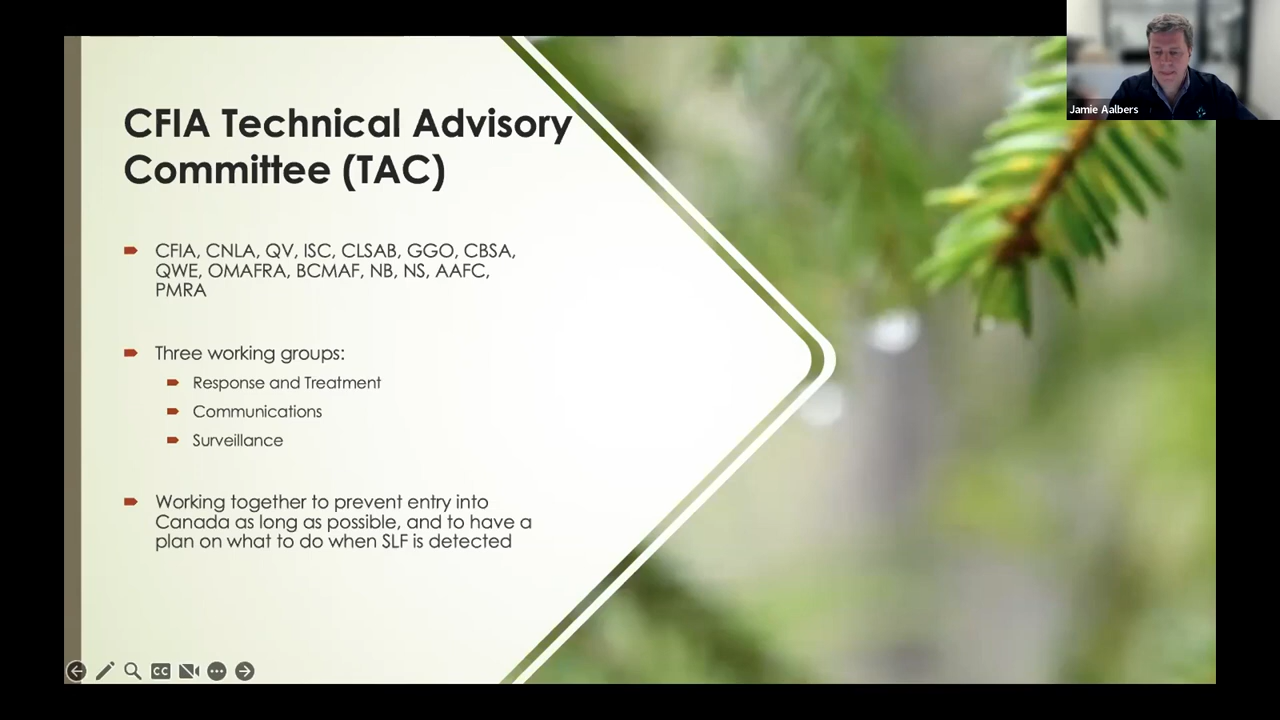 CFIA Technical Advisory
Committee (TAC)
CFIA, CNLA, QV, ISC, CLSAB, GGO, CBSA,
QWE, OMAFRA, BCMAF, NB, NS, AAFC,
PMRA
Three working groups:
Response and Treatment
Communications
Surveillance
Working together to prevent entry into
Canada as long as possible, and to have a
plan on what to do when SLF is detected
Jamie Aalbers
CC